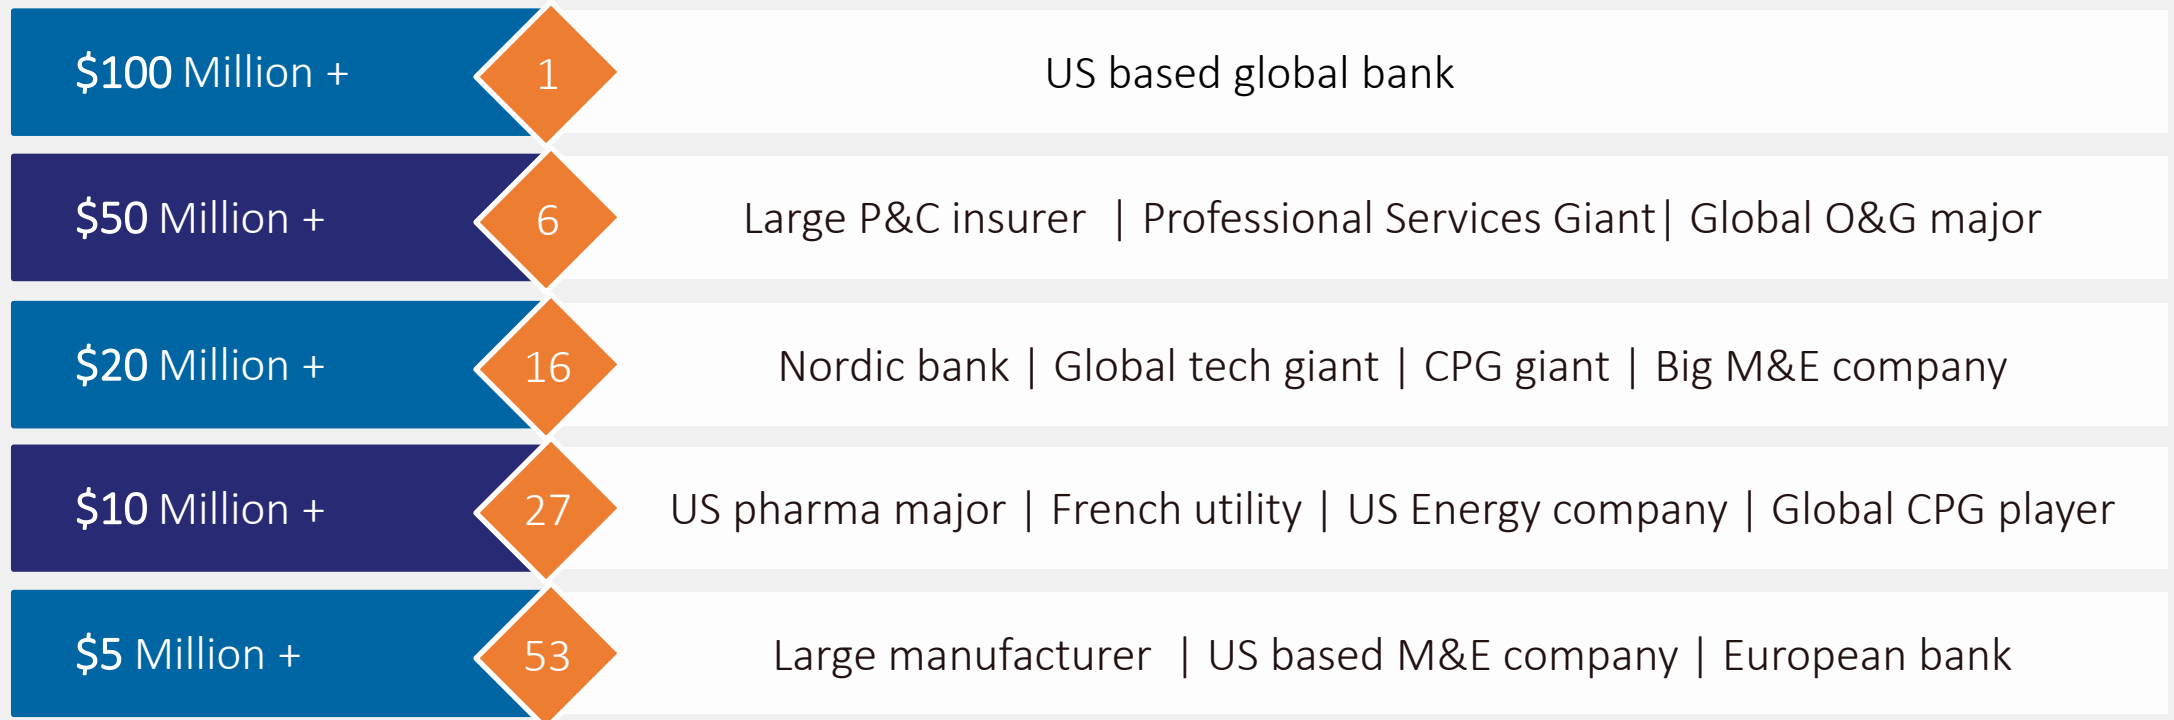 $100 Million + 1 US based global bank
$50 Million + 6 Large P&C insurer | Professional Services Giant| Global O&G major
$20 Million + 16 Nordic bank | Global tech giant | CPG giant | Big M&E company
$10 Million + 27 US pharma major | French utility | US Energy company | Global CPG player
$5 Million + 53 Large manufacturer | US based M&E company | European bank